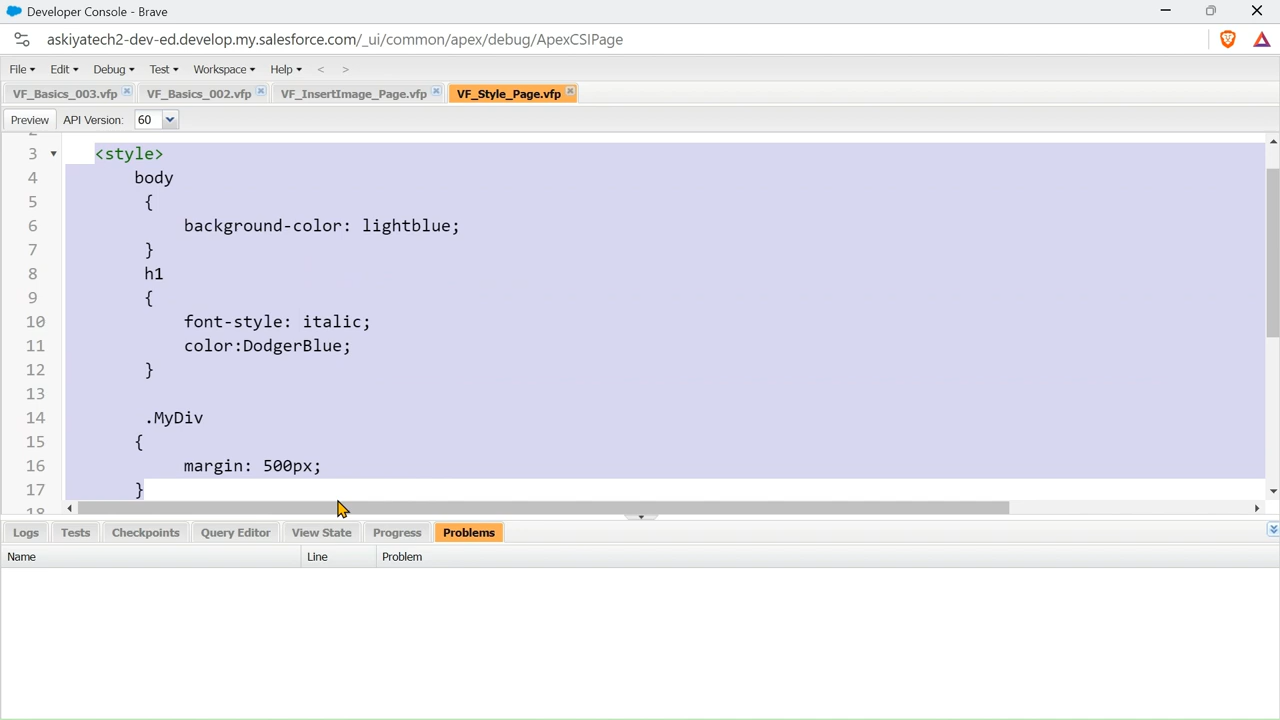 Developer Console - Brave
askiyatech2-dev-ed.develop.my.salesforce.com/_ui/common/apex/debug/ApexCSIPage
File Edit Debug Test Workspace Help < >
VF_Basics_003.vfp VF_Basics_002.vfp VF_InsertImage_Page.vfp VF_Style_Page.vfp
Preview API Version: 60
3 <style>
4 body
5 {
6 background-color: lightblue;
7 }
8 h1
9 {
10 font-style: italic;
11 color:DodgerBlue;
12 }
13
14 .MyDiv
15 {
16 margin: 500px;
17 }
18
Logs Tests Checkpoints Query Editor View State Progress Problems
Name Line Problem